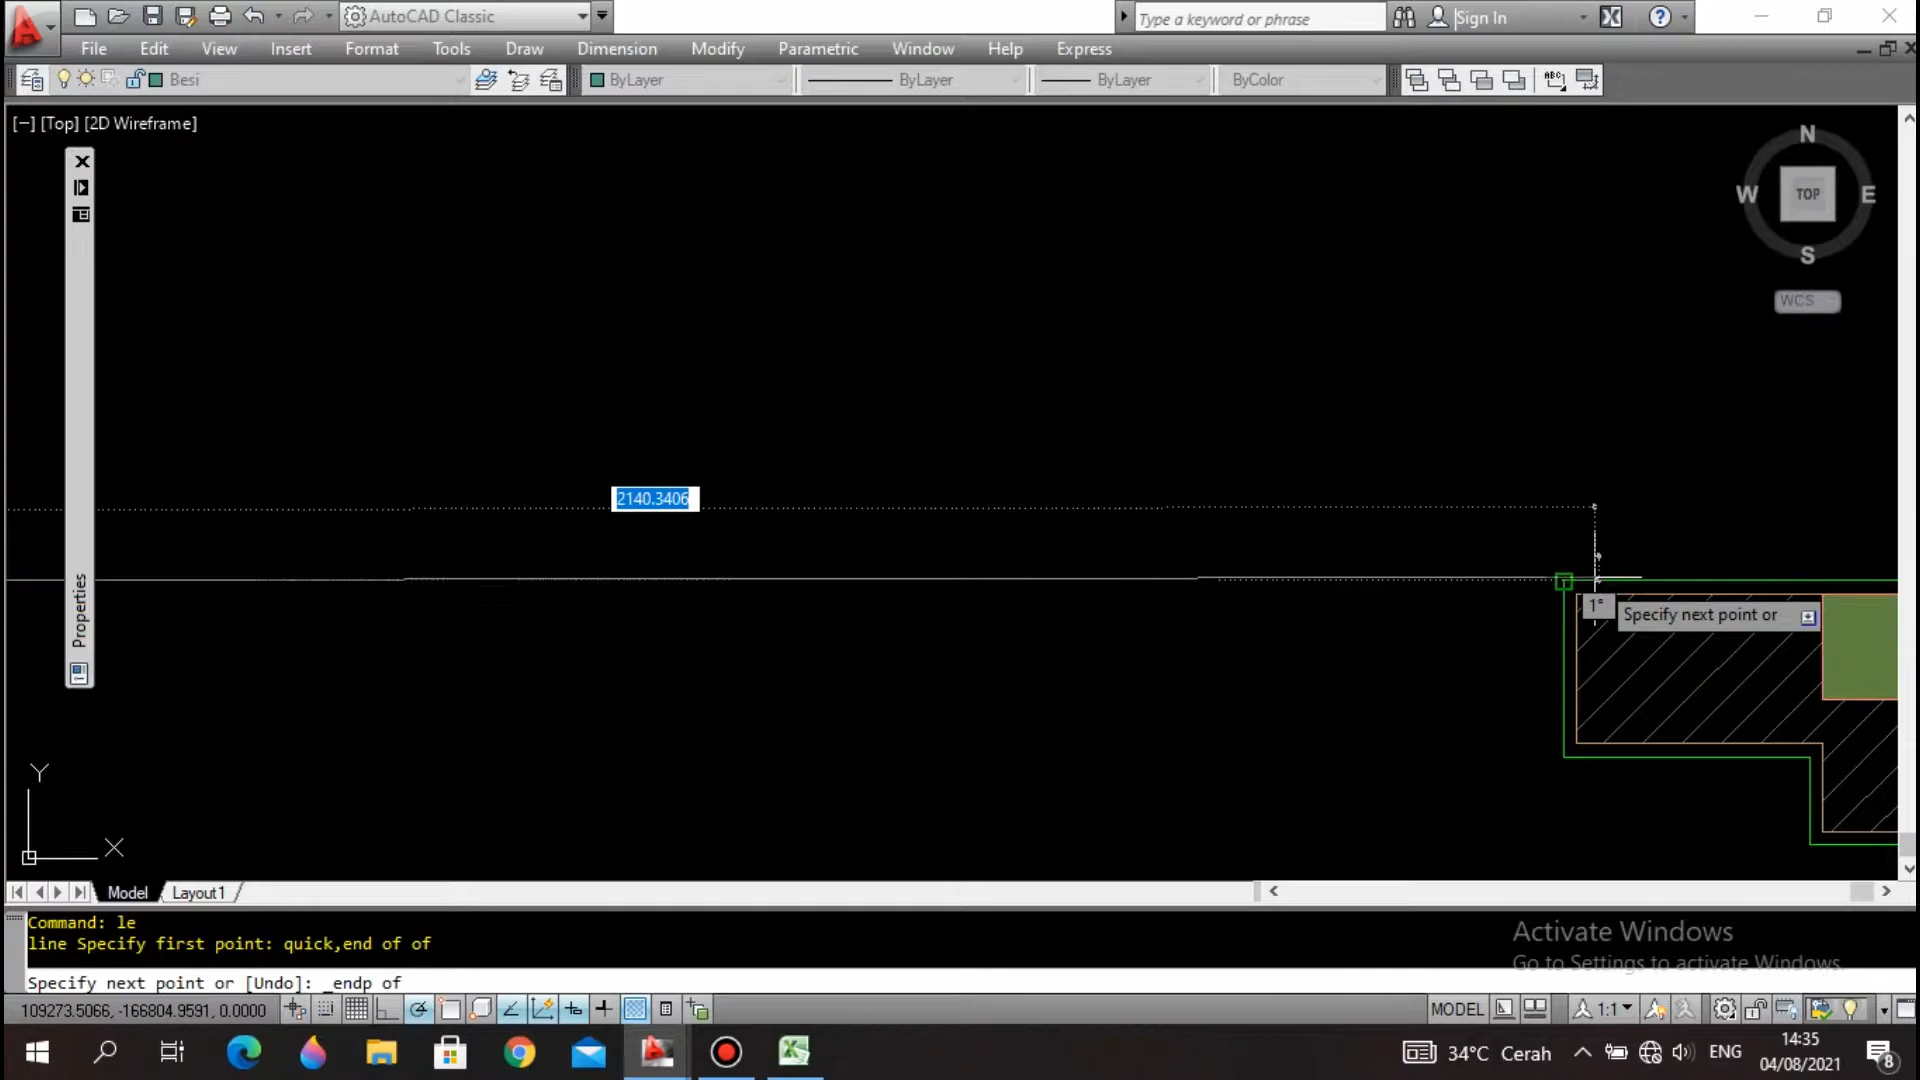 AutoCAD Classic
Type a keyword or phrase
Sign In
File Edit View Insert Format Tools Draw Dimension Modify Parametric Window Help Express
Besi
ByLayer
ByLayer
ByLayer
ByColor
[−] [Top] [2D Wireframe]
N
W TOP E
S
WCS
2140.3406
1°
Specify next point or
Properties
Y
X
Model Layout1
Command: le
line Specify first point: quick,end of of
Specify next point or [Undo]: _endp of
Activate Windows
Go to Settings to activate Windows.
109273.5066, -166804.9591, 0.0000
MODEL
1:1
34°C Cerah
ENG
14:35
04/08/2021
8